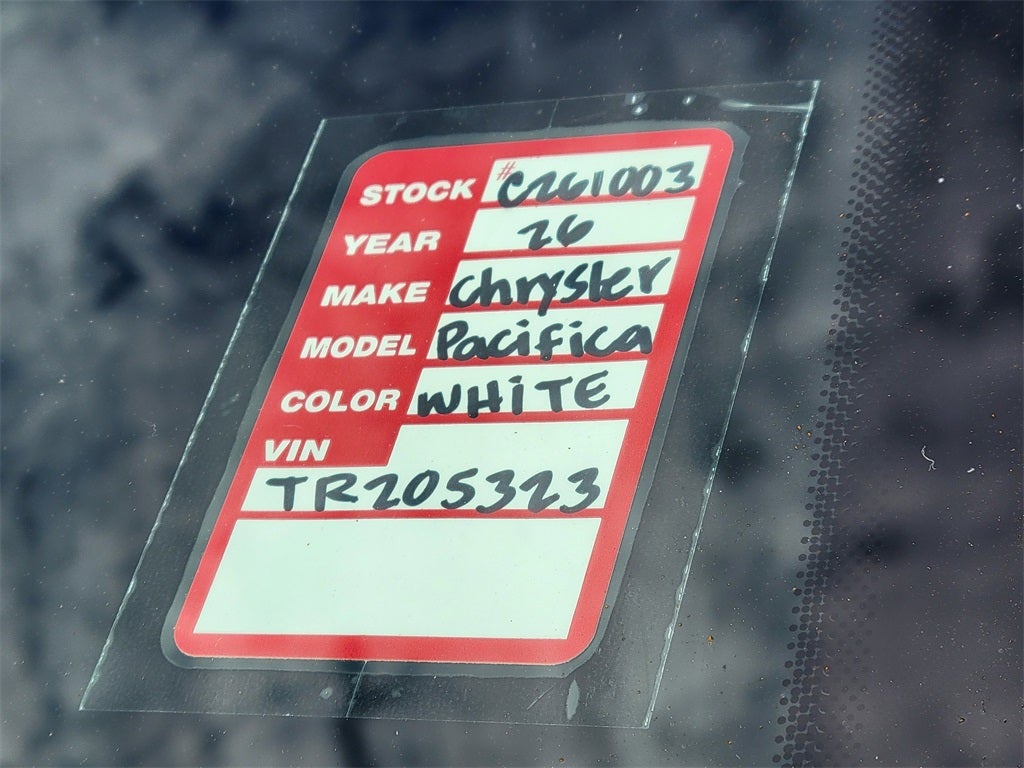 STOCK # C261003
YEAR 26
MAKE Chrysler
MODEL Pacifica
COLOR WHiTE
VIN
TR205323